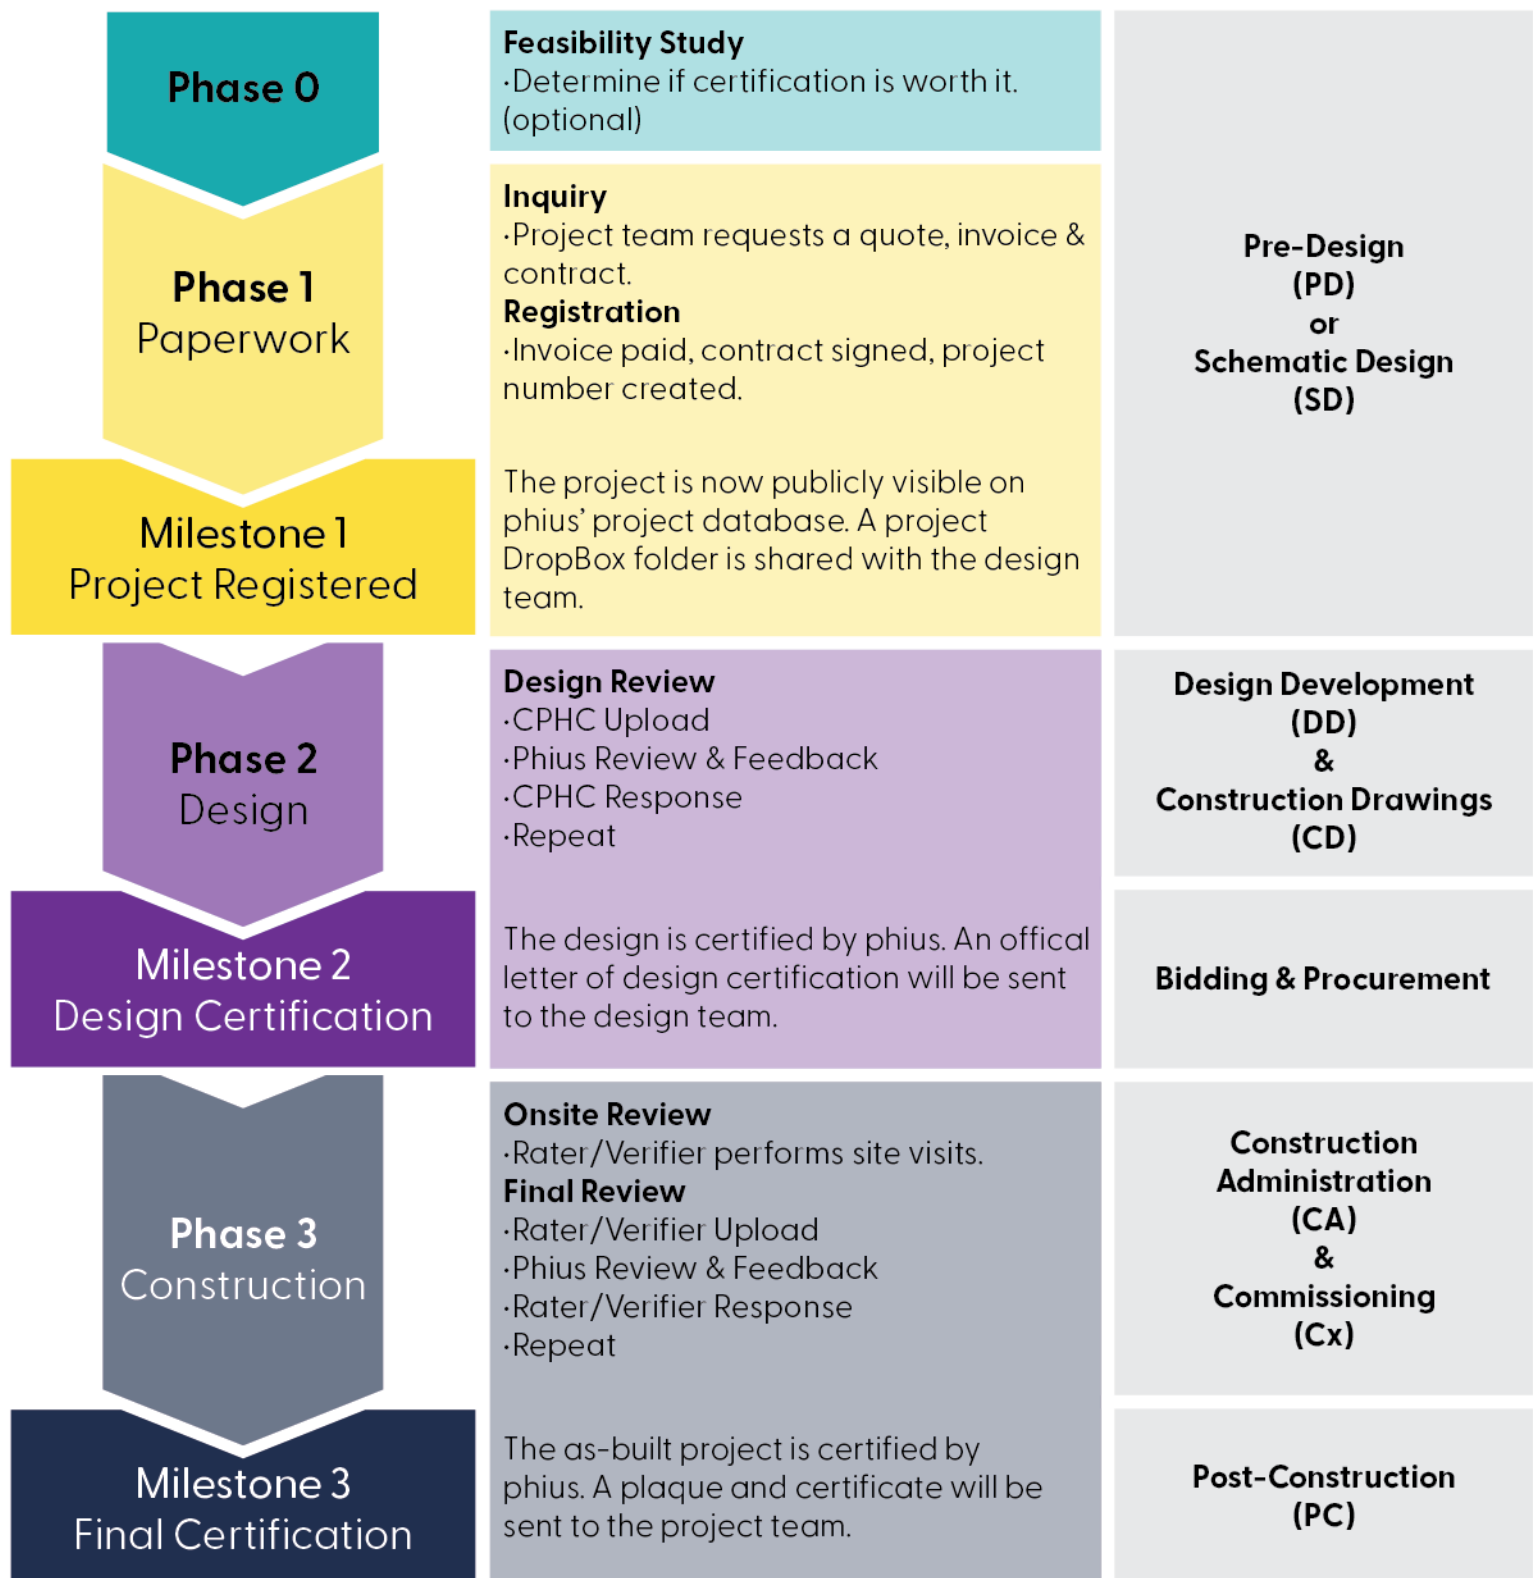 Phase 0
Feasibility Study
·Determine if certification is worth it.
(optional)
Phase 1
Paperwork
Inquiry
·Project team requests a quote, invoice &
contract.
Registration
·Invoice paid, contract signed, project
number created.
Pre-Design
(PD)
or
Schematic Design
(SD)
Milestone 1
Project Registered
The project is now publicly visible on
phius’ project database. A project
DropBox folder is shared with the design
team.
Phase 2
Design
Design Review
·CPHC Upload
·Phius Review & Feedback
·CPHC Response
·Repeat
Design Development
(DD)
&
Construction Drawings
(CD)
Milestone 2
Design Certification
The design is certified by phius. An offical
letter of design certification will be sent
to the design team.
Bidding & Procurement
Phase 3
Construction
Onsite Review
·Rater/Verifier performs site visits.
Final Review
·Rater/Verifier Upload
·Phius Review & Feedback
·Rater/Verifier Response
·Repeat
Construction
Administration
(CA)
&
Commissioning
(Cx)
Milestone 3
Final Certification
The as-built project is certified by
phius. A plaque and certificate will be
sent to the project team.
Post-Construction
(PC)